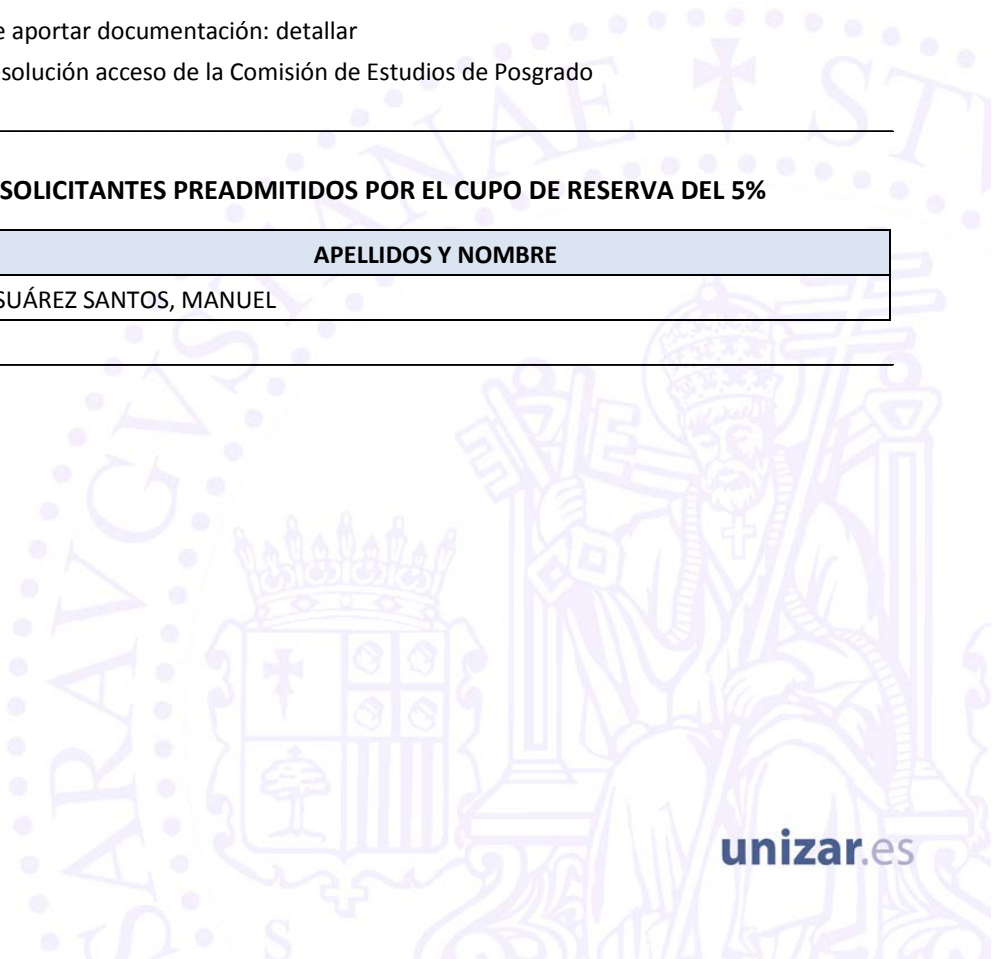 e aportar documentación: detallar
solución acceso de la Comisión de Estudios de Posgrado
SOLICITANTES PREADMITIDOS POR EL CUPO DE RESERVA DEL 5%
APELLIDOS Y NOMBRE
SUÁREZ SANTOS, MANUEL
unizar.es